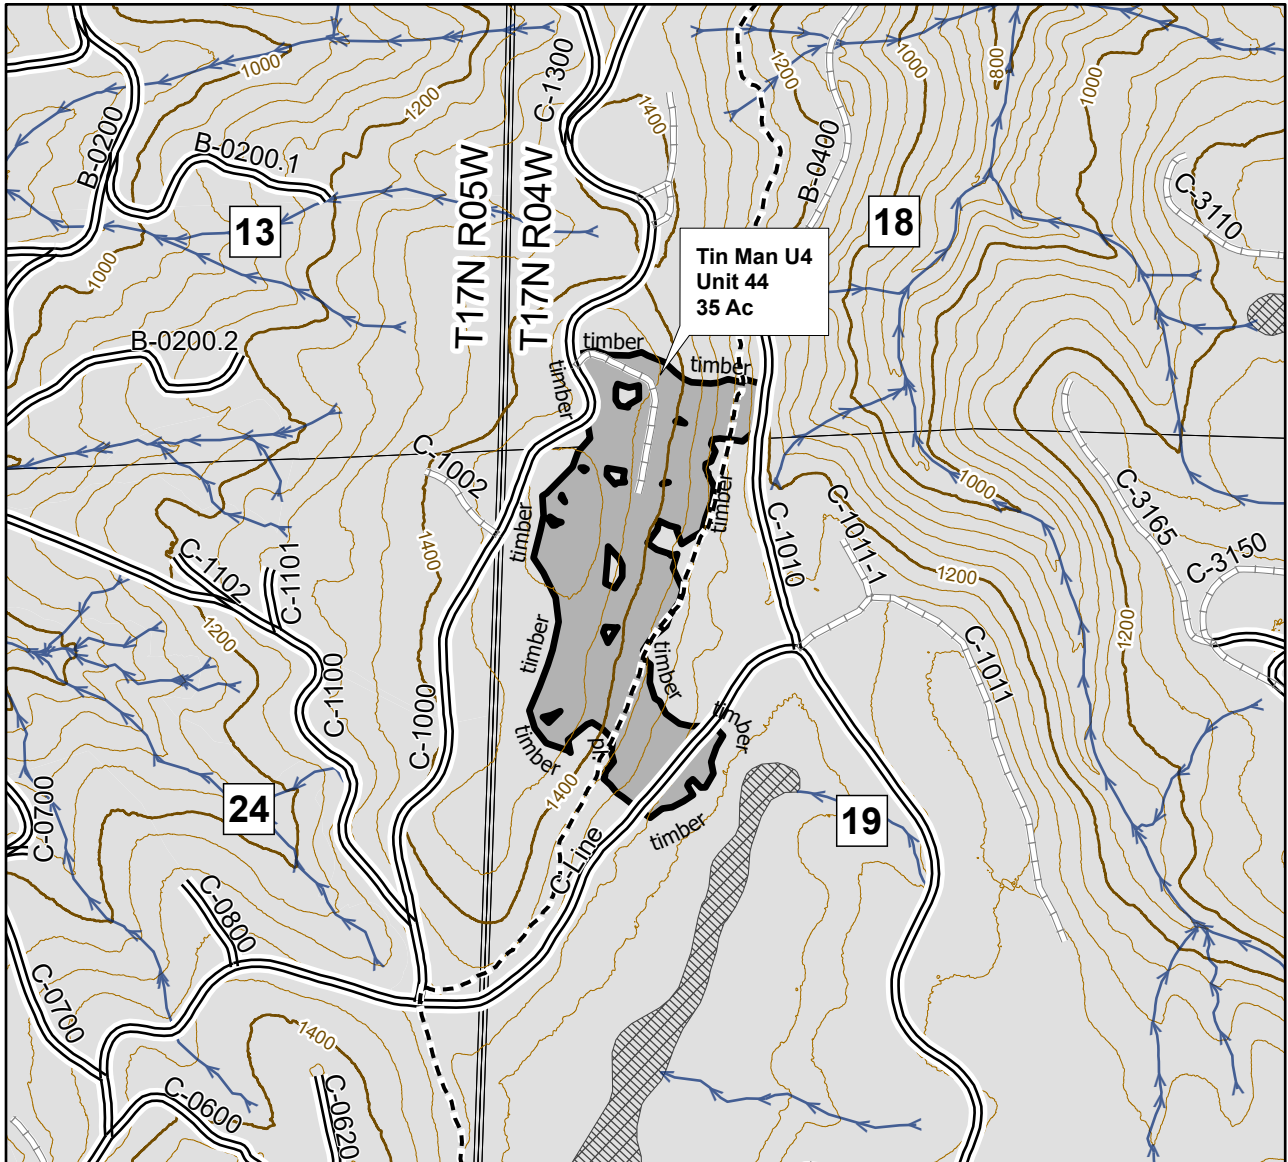 1000
1200
C-1300
1400
1200
1000
800
1000
B-0200
B-0200.1
T17N R05W
T17N R04W
B-0400
C-3110
13
18
1000
Tin Man U4
Unit 44
35 Ac
B-0200.2
timber
timber
timber
C-1002
1000
timber
timber
C-1010
C-1011-1
C-3165
C-3150
1400
C-1102
C-1101
1200
1200
1200
timber
timber
C-1011
C-1100
C-1000
timber
timber
pl
1400
24
19
C-0700
timber
C-Line
C-0800
C-0700
1400
C-0600
C-0620